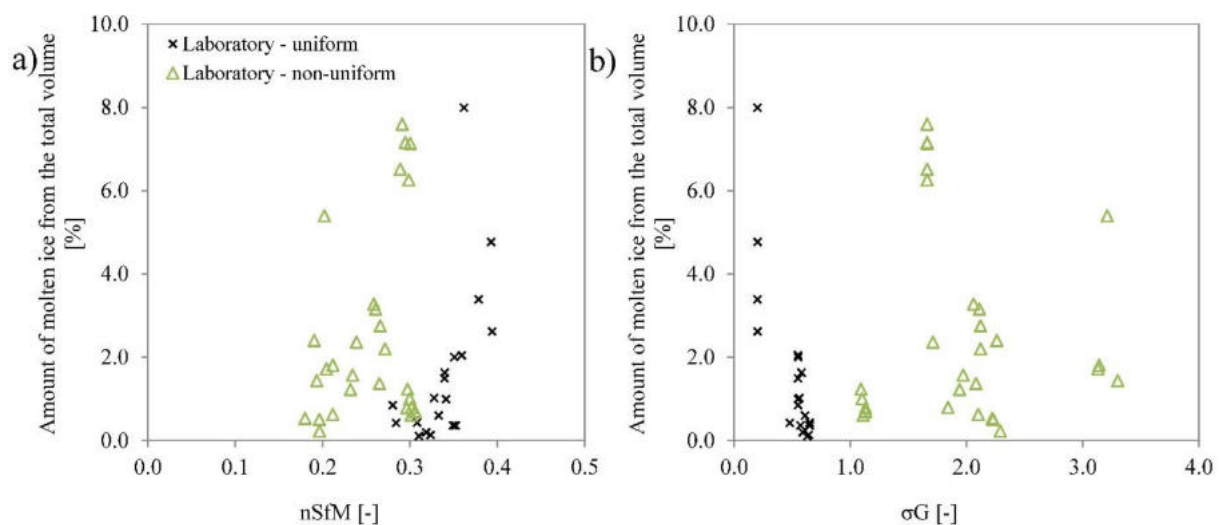 a)
Amount of molten ice from the total volume
[%]
10.0
8.0
6.0
4.0
2.0
0.0
× Laboratory - uniform
△ Laboratory - non-uniform
0.0 0.1 0.2 0.3 0.4 0.5
nSfM [-]
b)
Amount of molten ice from the total volume
[%]
10.0
8.0
6.0
4.0
2.0
0.0
0.0 1.0 2.0 3.0 4.0
σG [-]